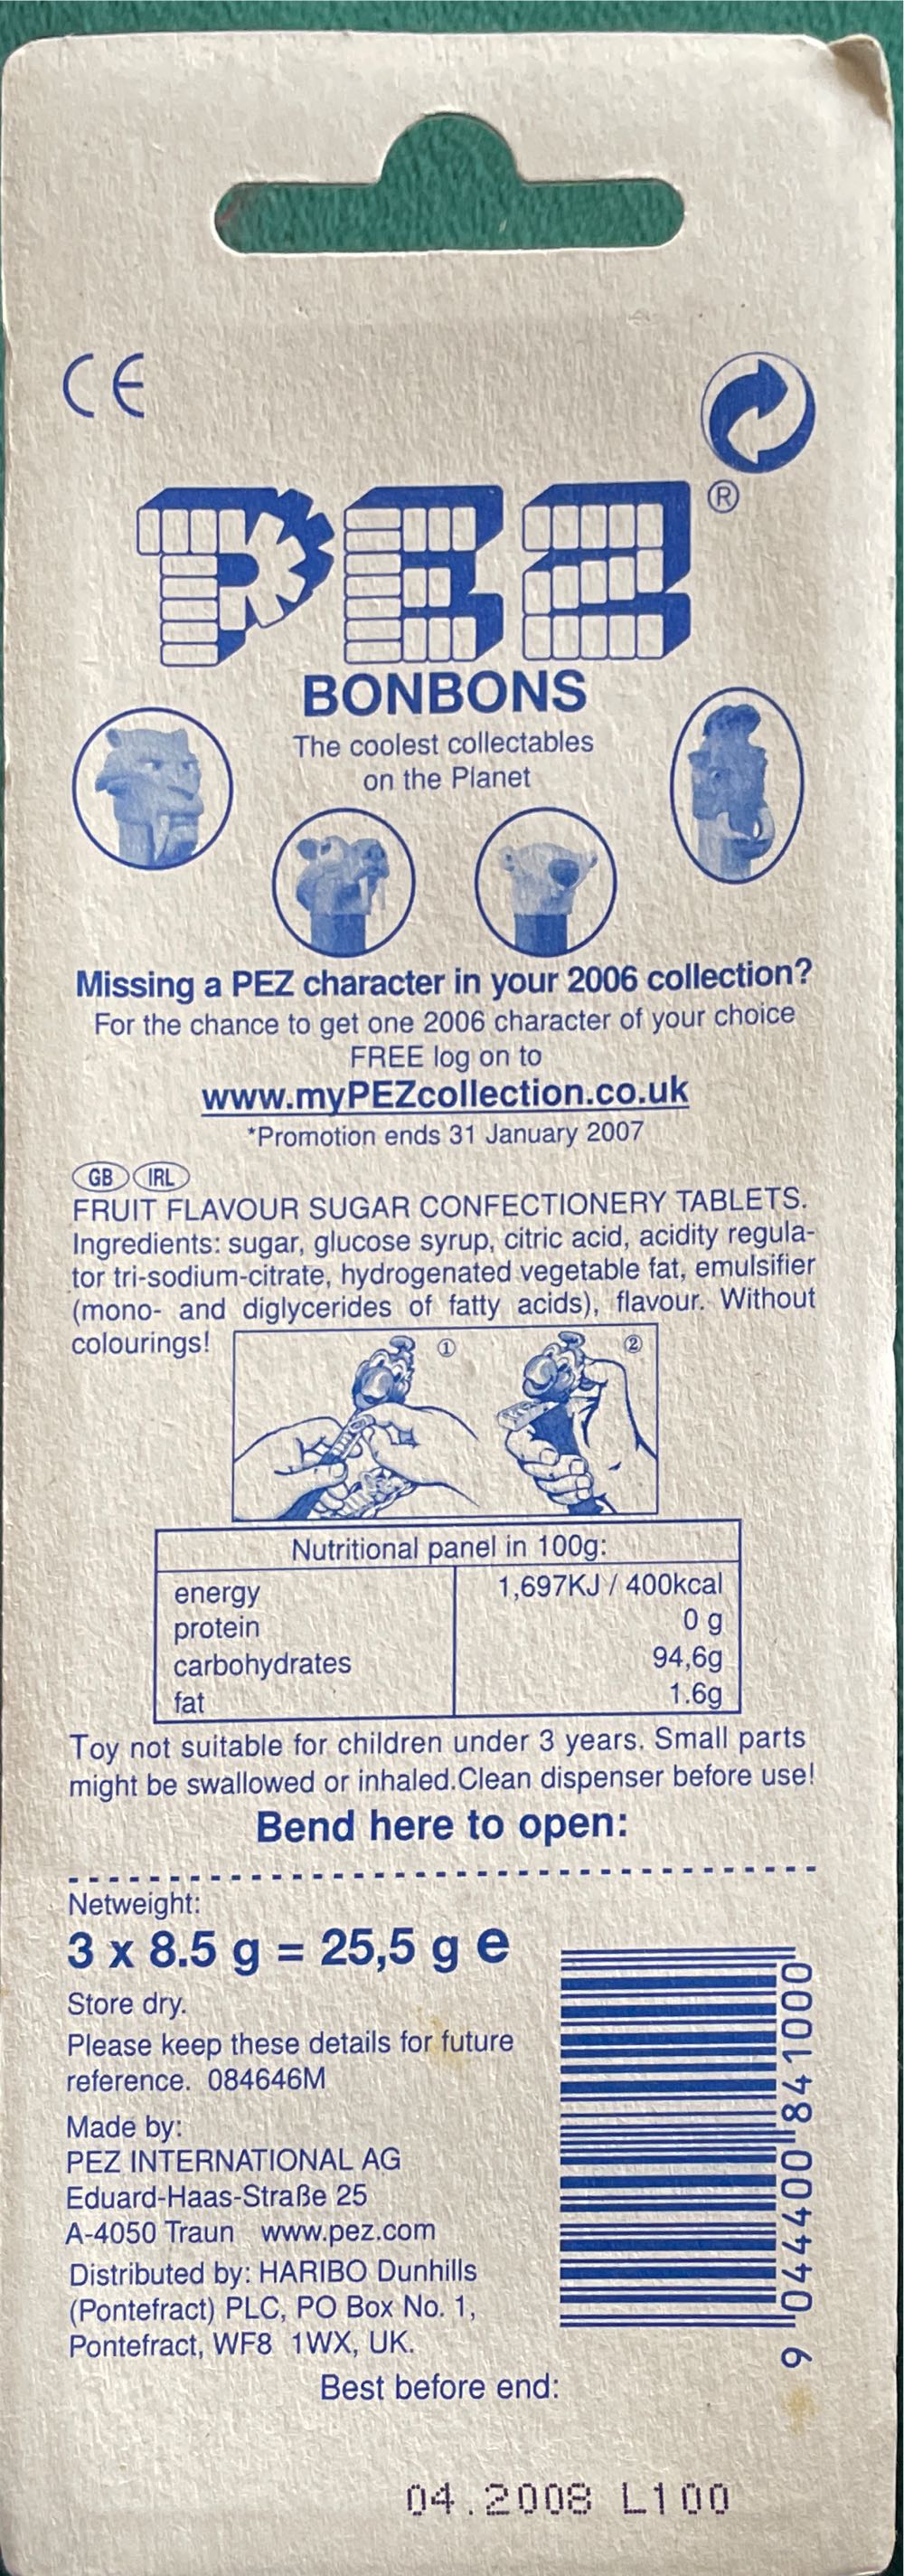 CE
PEZ®
BONBONS
The coolest collectables
on the Planet
Missing a PEZ character in your 2006 collection?
For the chance to get one 2006 character of your choice
FREE log on to
www.myPEZcollection.co.uk
*Promotion ends 31 January 2007
GB IRL
FRUIT FLAVOUR SUGAR CONFECTIONERY TABLETS.
Ingredients: sugar, glucose syrup, citric acid, acidity regula-
tor tri-sodium-citrate, hydrogenated vegetable fat, emulsifier
(mono- and diglycerides of fatty acids), flavour. Without
colourings!
① ②
Nutritional panel in 100g:
energy 1,697KJ / 400kcal
protein 0 g
carbohydrates 94,6g
fat 1.6g
Toy not suitable for children under 3 years. Small parts
might be swallowed or inhaled.Clean dispenser before use!
Bend here to open:
Netweight:
3 x 8.5 g = 25,5 g e
Store dry.
Please keep these details for future
reference. 084646M
Made by:
PEZ INTERNATIONAL AG
Eduard-Haas-Straße 25
A-4050 Traun www.pez.com
Distributed by: HARIBO Dunhills
(Pontefract) PLC, PO Box No. 1,
Pontefract, WF8 1WX, UK.
9 044400 841000
Best before end:
04.2008 L100